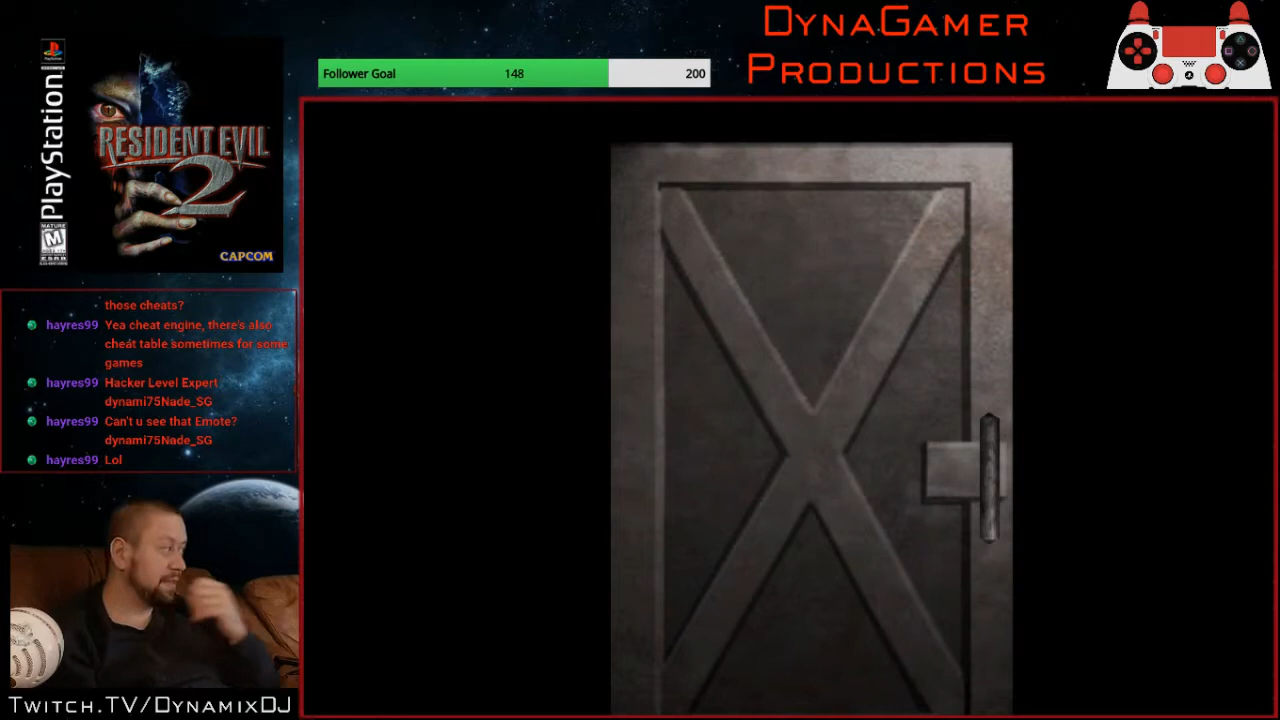 DynaGamer
Productions
Follower Goal 148 200
PlayStation
RESIDENT EVIL
2
MATURE
M
ESRB
CAPCOM
those cheats?
hayres99 Yea cheat engine, there's also
cheat table sometimes for some
games
hayres99 Hacker Level Expert
dynami75Nade_SG
hayres99 Can't u see that Emote?
dynami75Nade_SG
hayres99 Lol
Twitch.TV/DynamixDJ